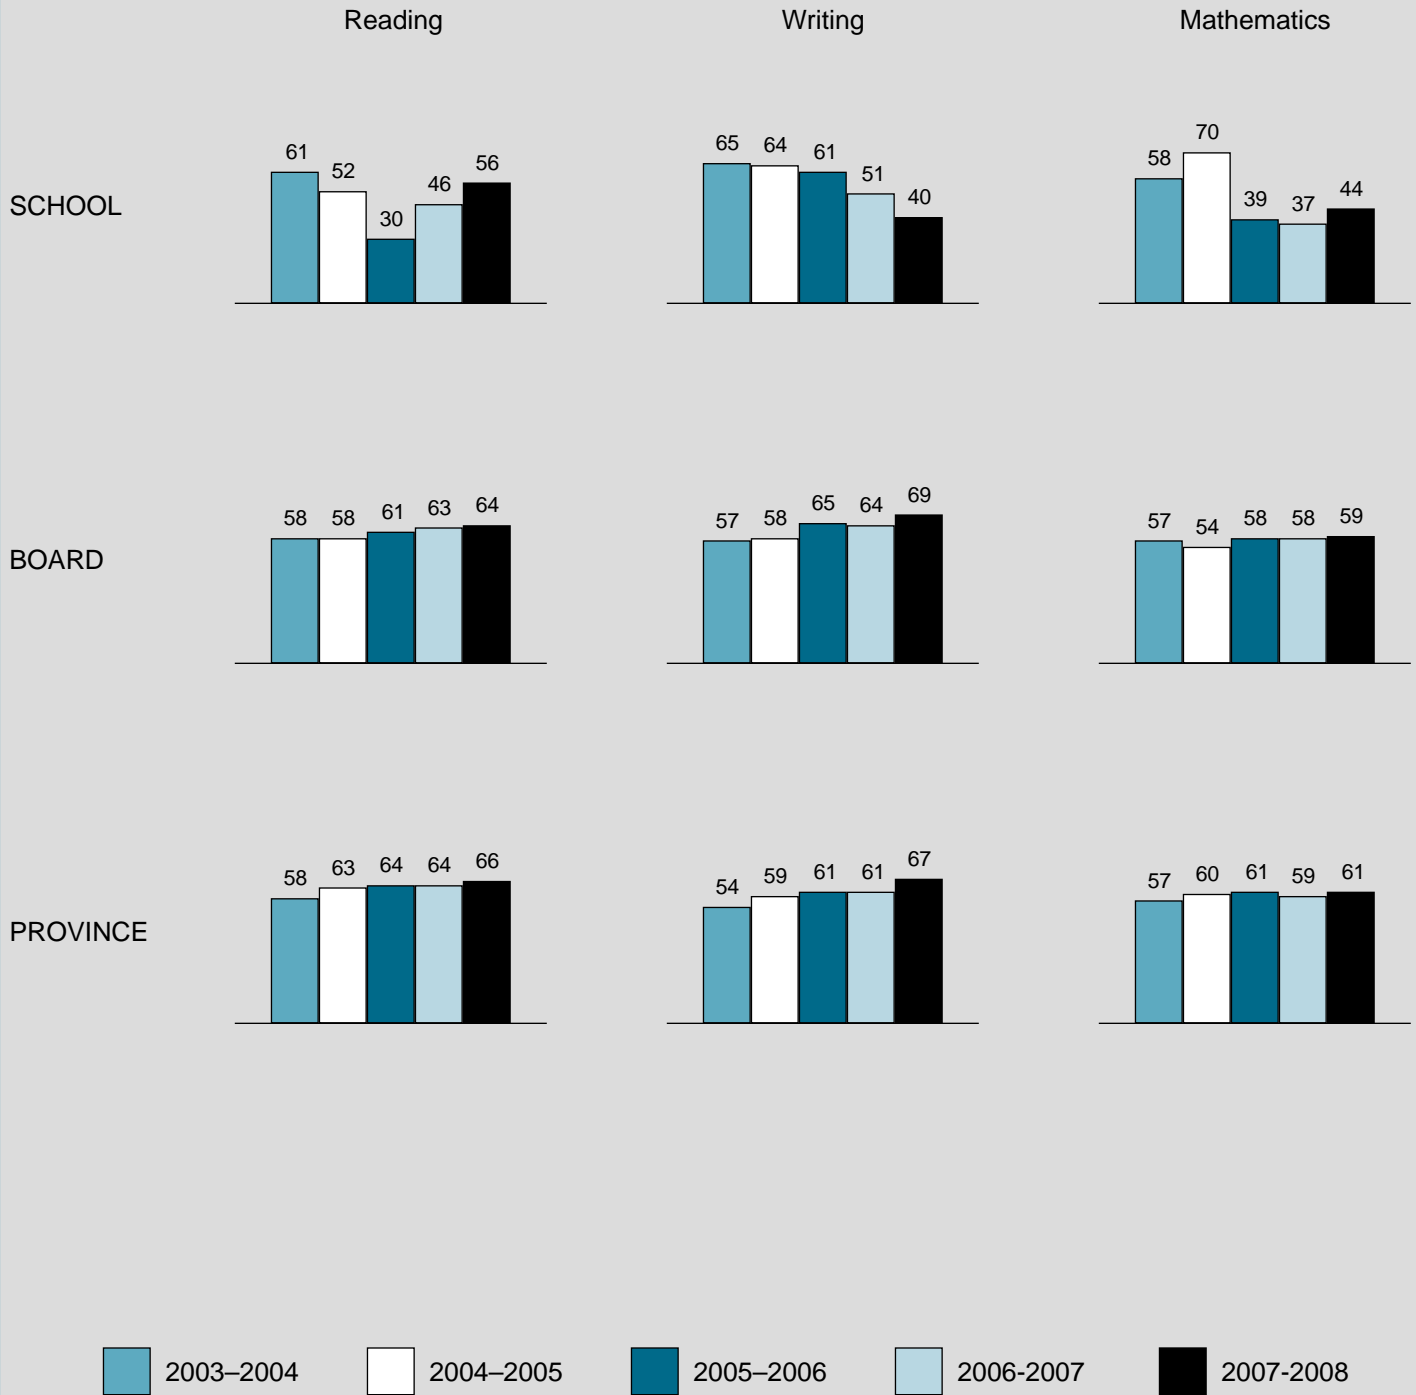 Reading Writing Mathematics
SCHOOL
61 52 30 46 56
65 64 61 51 40
58 70 39 37 44
BOARD
58 58 61 63 64
57 58 65 64 69
57 54 58 58 59
PROVINCE
58 63 64 64 66
54 59 61 61 67
57 60 61 59 61
2003–2004 2004–2005 2005–2006 2006-2007 2007-2008